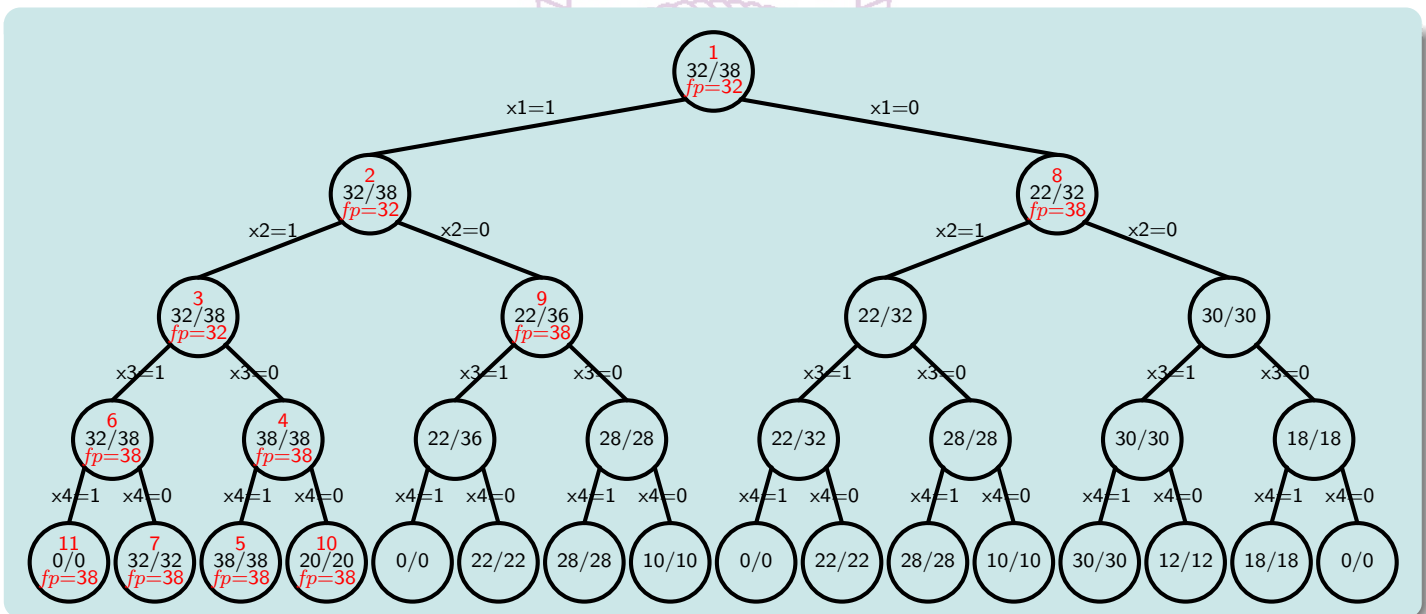 1
32/38
fp=32
x1=1 x1=0
2
32/38
fp=32
8
22/32
fp=38
x2=1 x2=0 x2=1 x2=0
3
32/38
fp=32
9
22/36
fp=38
22/32
30/30
x3=1 x3=0 x3=1 x3=0 x3=1 x3=0 x3=1 x3=0
6
32/38
fp=38
4
38/38
fp=38
22/36
28/28
22/32
28/28
30/30
18/18
x4=1 x4=0 x4=1 x4=0 x4=1 x4=0 x4=1 x4=0 x4=1 x4=0 x4=1 x4=0 x4=1 x4=0 x4=1 x4=0
11
0/0
fp=38
7
32/32
fp=38
5
38/38
fp=38
10
20/20
fp=38
0/0
22/22
28/28
10/10
0/0
22/22
28/28
10/10
30/30
12/12
18/18
0/0